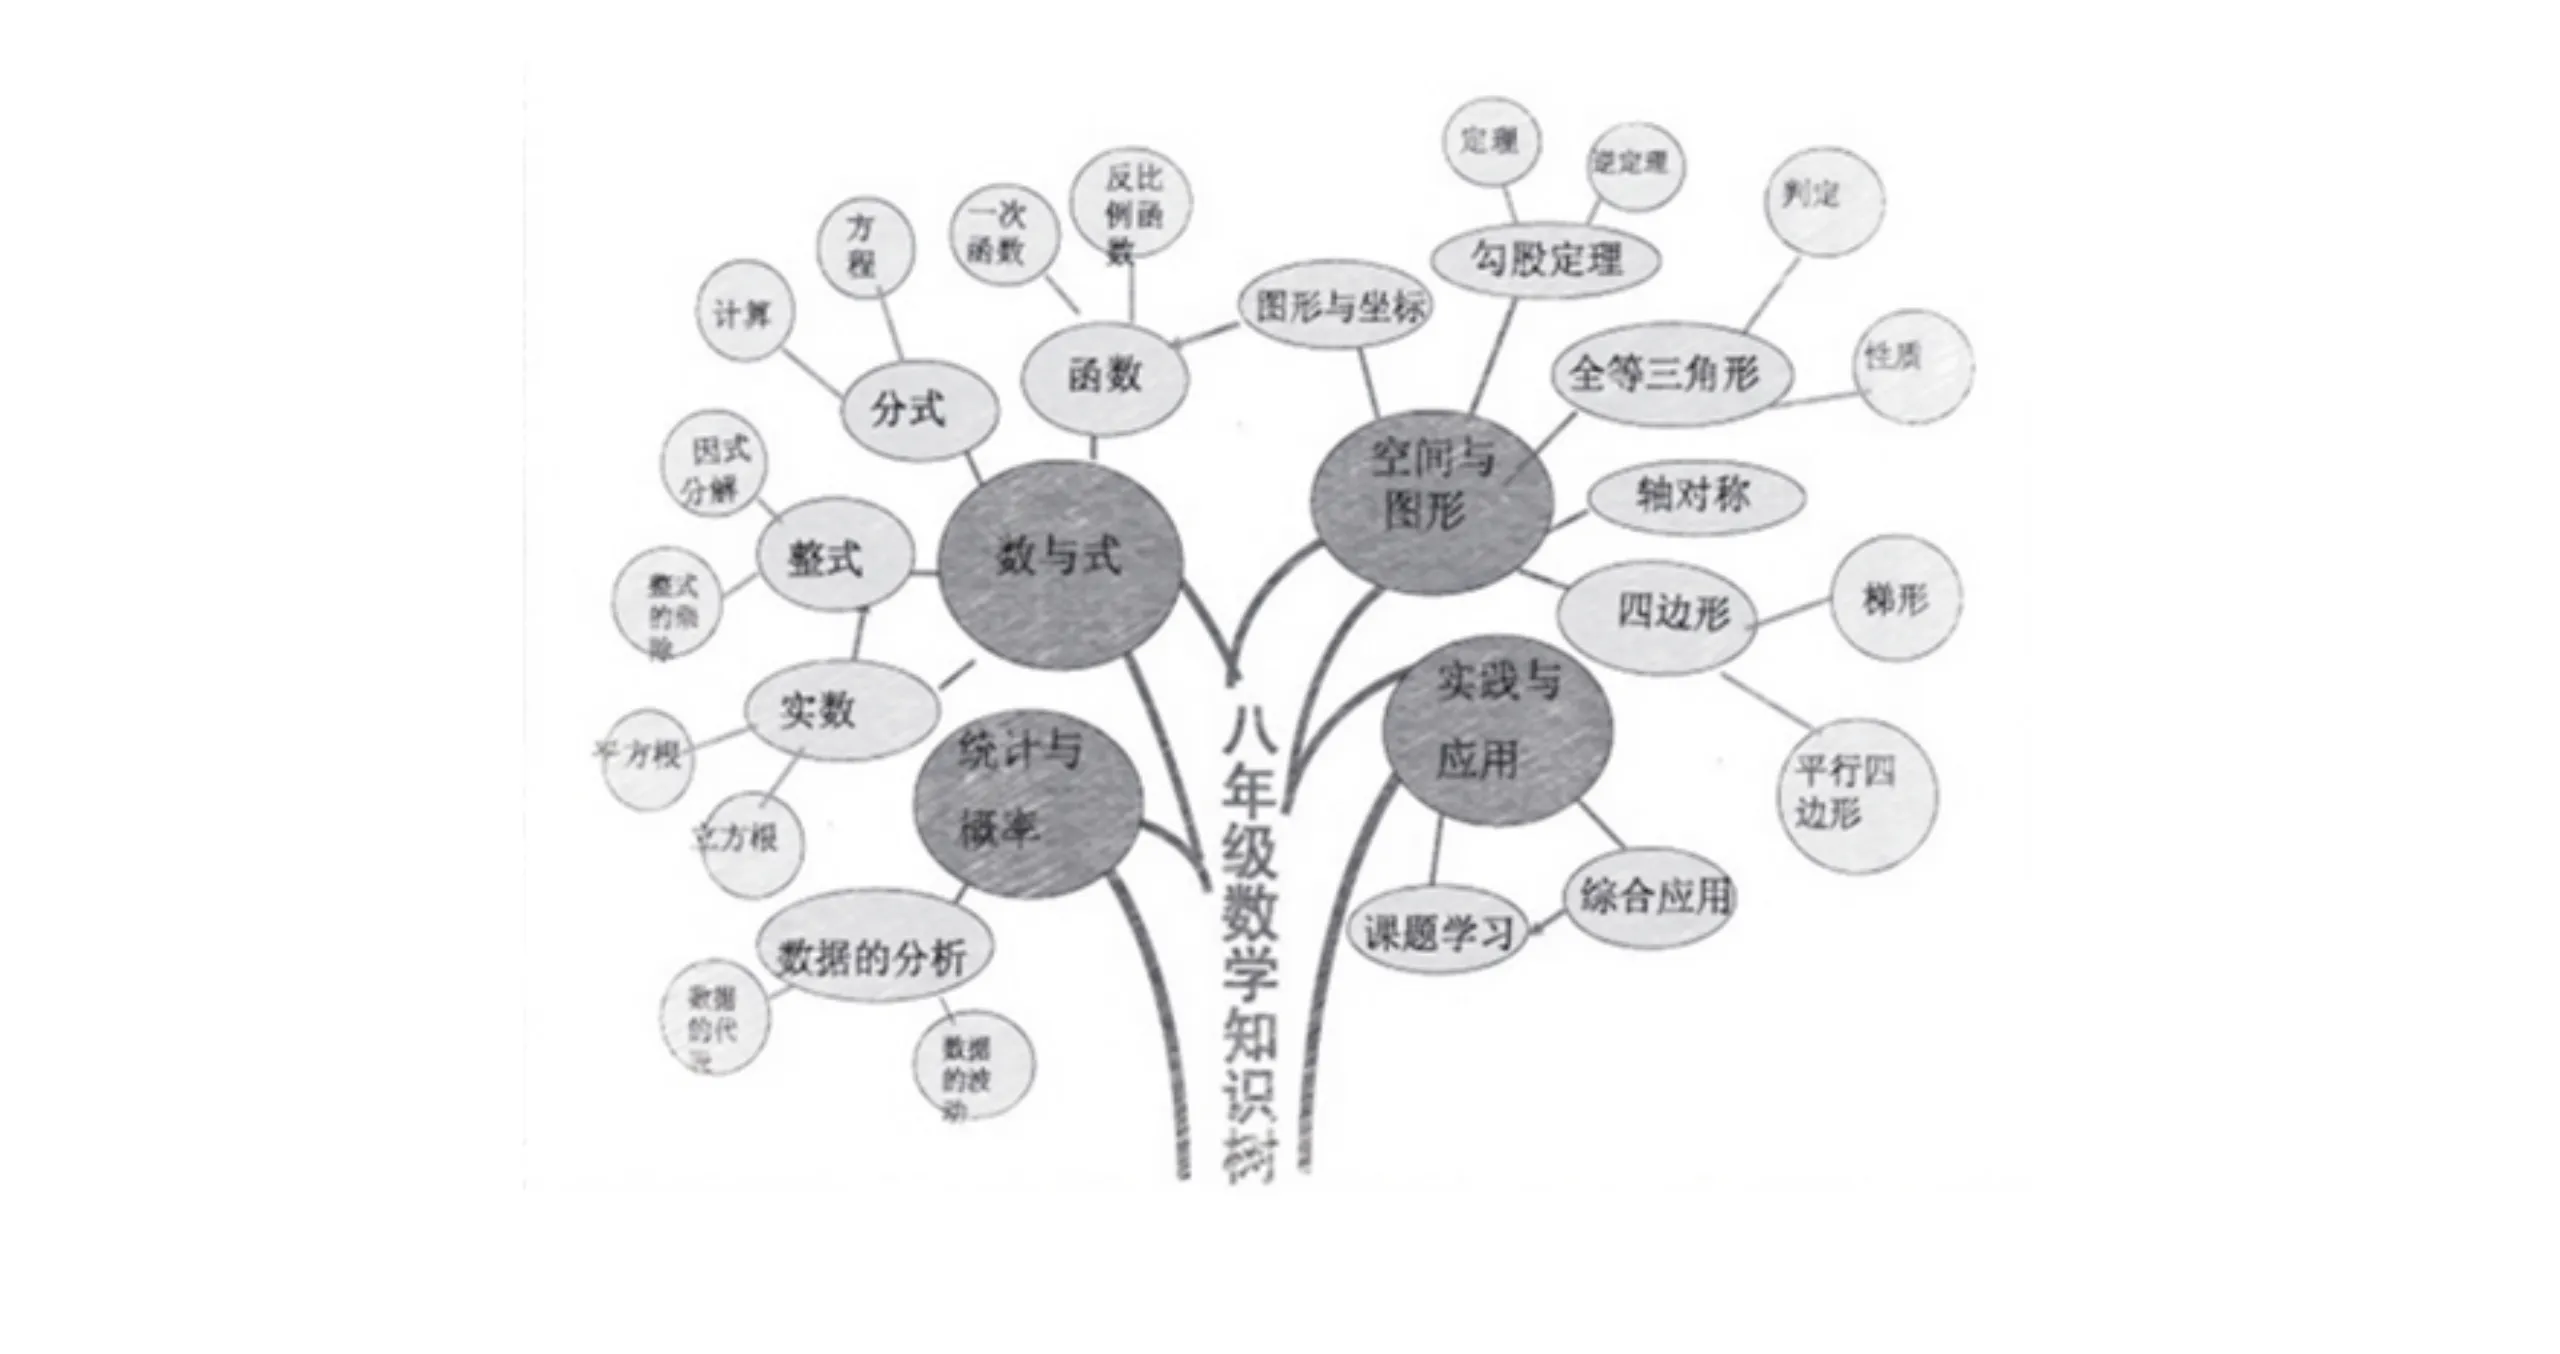 定理
逆定理
判定
反比
例函
数
一次
函数
方
程
计算
勾股定理
图形与坐标
全等三角形
性质
函数
分式
因式
分解
空间与
图形
轴对称
整式
数与式
整式
的乘
除
四边形
梯形
实数
实践与
应用
平方根
立方根
统计与
概率
平行四
边形
综合应用
课题学习
数据的分析
数据
的代
数据
的波
动
八年级数学知识树